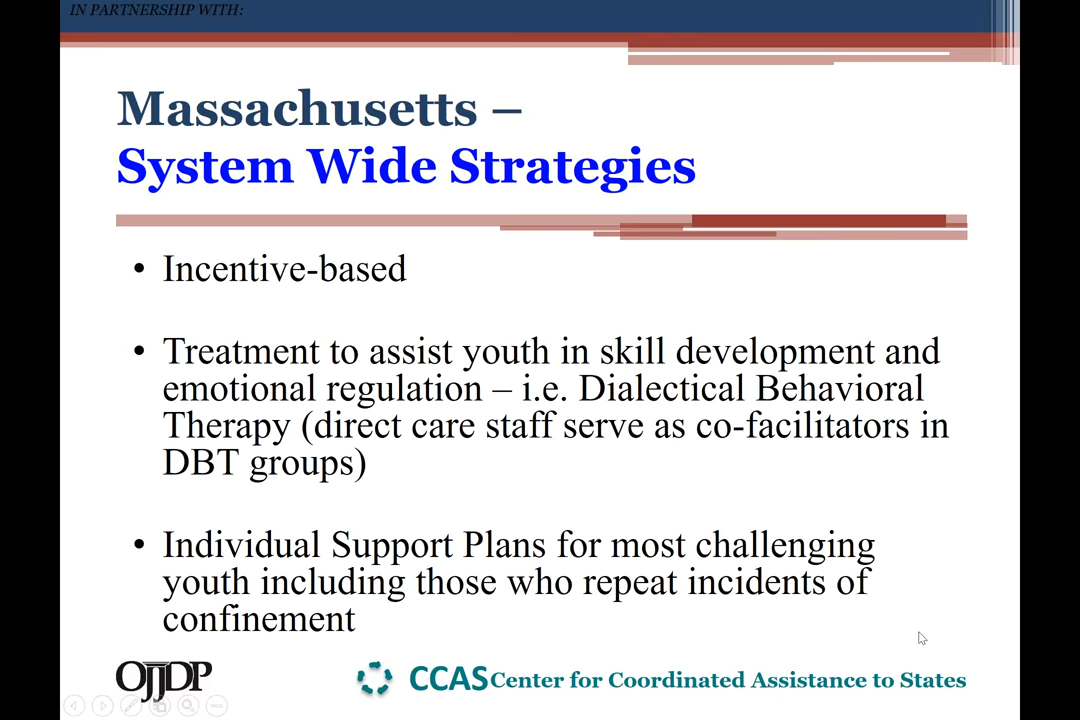 IN PARTNERSHIP WITH:
Massachusetts –
System Wide Strategies
• Incentive-based
• Treatment to assist youth in skill development and
emotional regulation – i.e. Dialectical Behavioral
Therapy (direct care staff serve as co-facilitators in
DBT groups)
• Individual Support Plans for most challenging
youth including those who repeat incidents of
confinement
OJJDP
CCAS Center for Coordinated Assistance to States